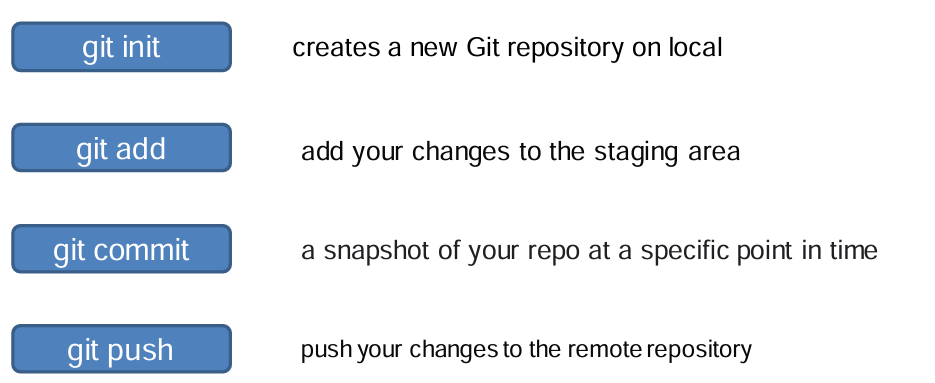 git init creates a new Git repository on local
git add add your changes to the staging area
git commit a snapshot of your repo at a specific point in time
git push push your changes to the remote repository